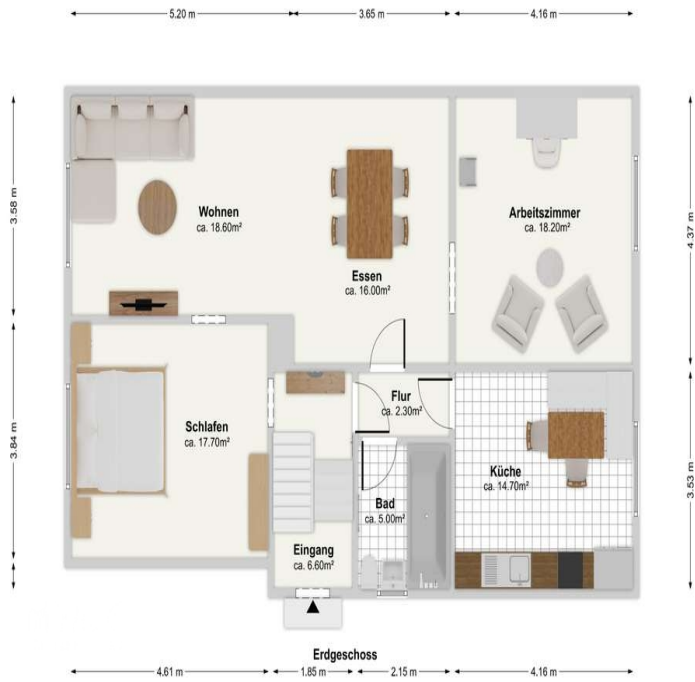 5.20 m 3.65 m 4.16 m
3.58 m
4.37 m
Wohnen
ca. 18.60m²
Arbeitszimmer
ca. 18.20m²
Essen
ca. 16.00m²
3.84 m
3.53 m
Flur
ca. 2.30m²
Schlafen
ca. 17.70m²
Küche
ca. 14.70m²
Bad
ca. 5.00m²
Eingang
ca. 6.60m²
Erdgeschoss
4.61 m 1.85 m 2.15 m 4.16 m